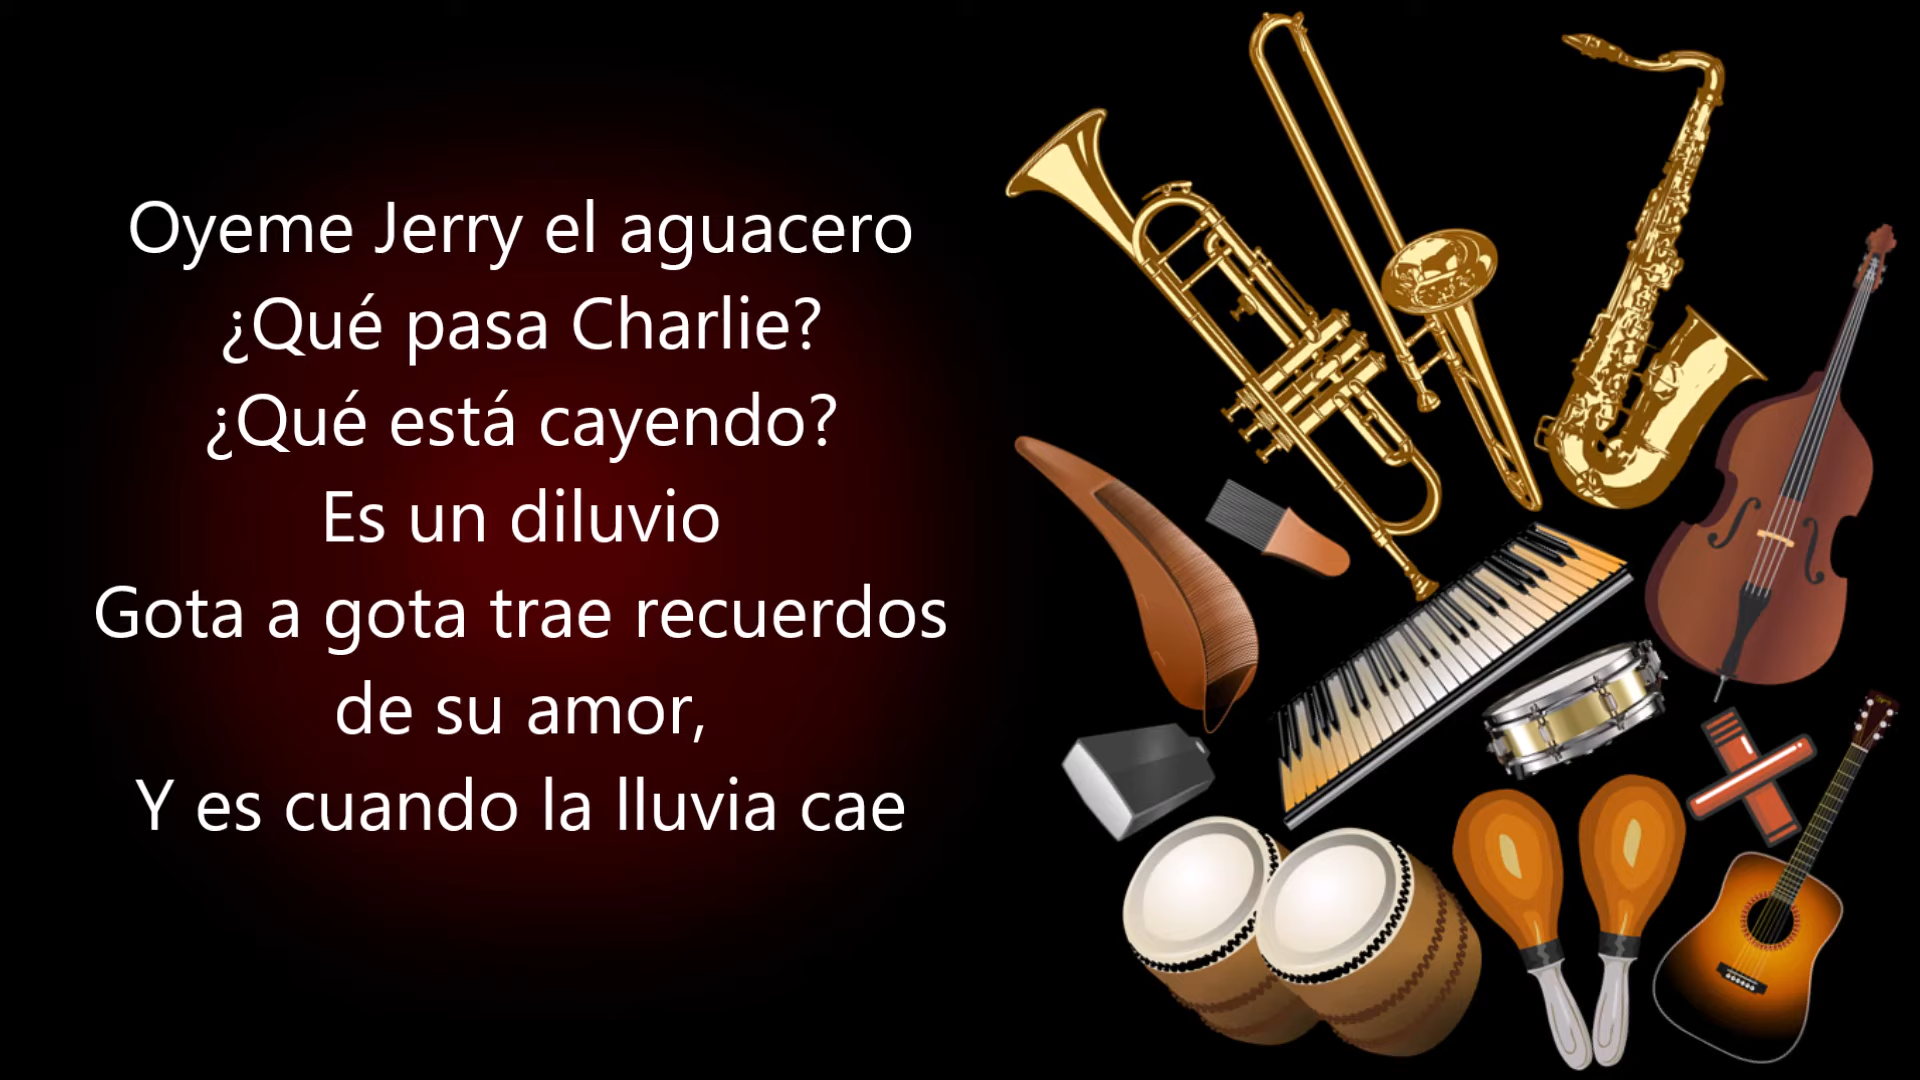 Oyeme Jerry el aguacero
¿Qué pasa Charlie?
¿Qué está cayendo?
Es un diluvio
Gota a gota trae recuerdos
de su amor,
Y es cuando la lluvia cae